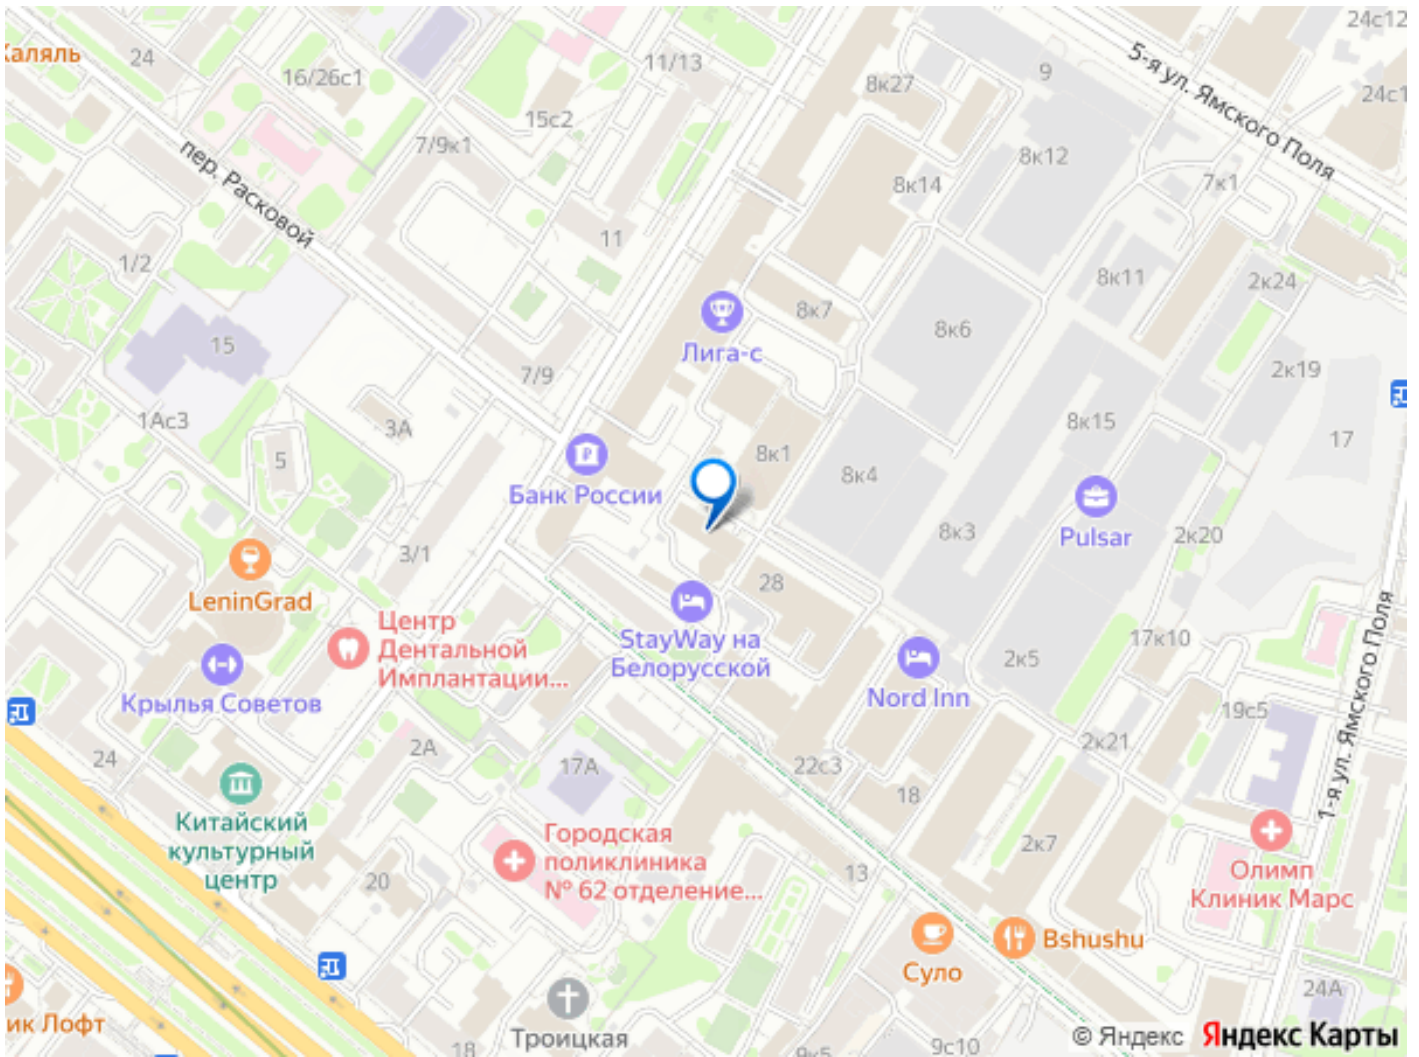 Каляль
24
16/26с1
11/13
24с12
5-я ул. Ямского Поля
9
8к27
24с1
15с2
7/9к1
8к12
7к1
8к14
пер. Расковой
11
1/2
8к11
2к24
8к7
8к6
Лига-с
15
7/9
2к19
1Ас3
3А
8к15
17
5
8к1
8к4
Банк России
Pulsar
8к3
2к20
3/1
28
LeninGrad
Центр
Дентальной
Имплантации...
StayWay на
Белорусской
17к10
2к5
Nord Inn
Крылья Советов
19с5
1-я ул. Ямского Поля
2А
2к21
24
17А
22с3
18
Китайский
культурный
центр
Городская
поликлиника
№ 62 отделение...
2к7
20
13
Олимп
Клиник Марс
Суло
Bshushu
24А
ик Лофт
Троицкая
18
9к5
9с10
© Яндекс Яндекс Карты